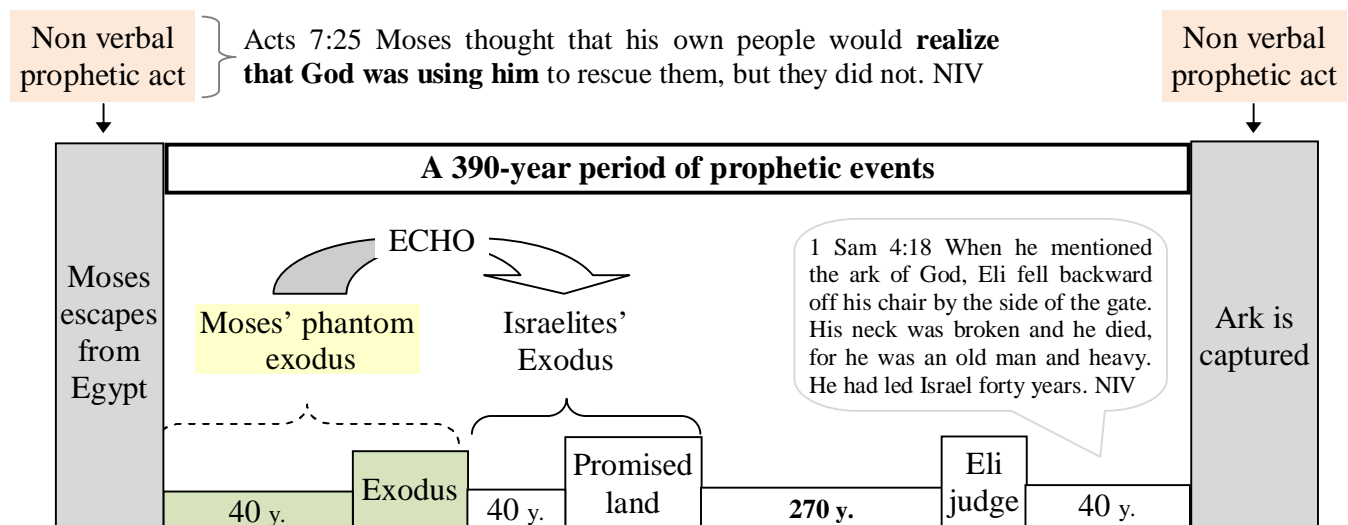 Non verbal
prophetic act
Acts 7:25 Moses thought that his own people would realize
that God was using him to rescue them, but they did not. NIV
Non verbal
prophetic act
A 390-year period of prophetic events
ECHO
1 Sam 4:18 When he mentioned
the ark of God, Eli fell backward
off his chair by the side of the gate.
His neck was broken and he died,
for he was an old man and heavy.
He had led Israel forty years. NIV
Moses
escapes
from
Egypt
Moses’ phantom
exodus
Israelites’
Exodus
Ark is
captured
40 y.
Exodus
40 y.
Promised
land
270 y.
Eli
judge
40 y.